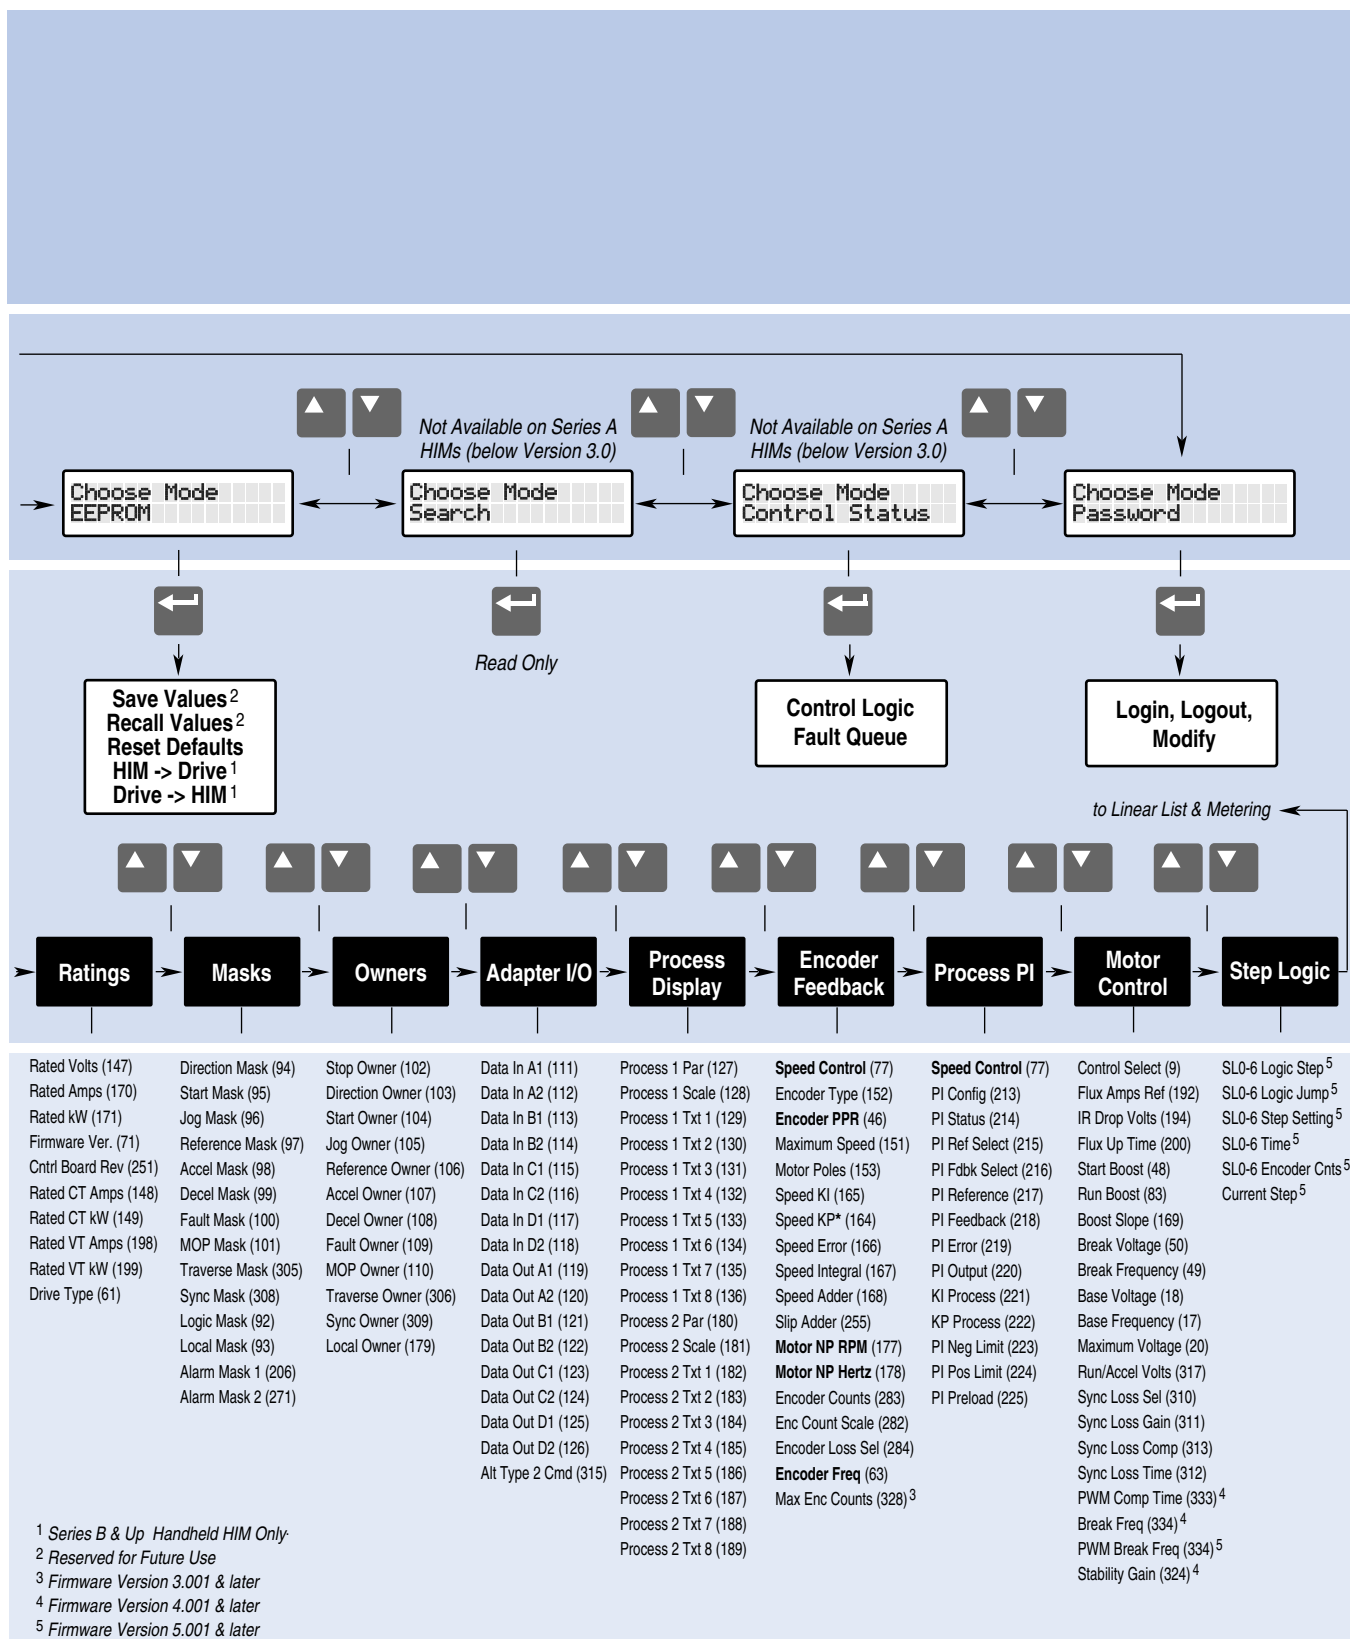 Not Available on Series A
HIMs (below Version 3.0)
Not Available on Series A
HIMs (below Version 3.0)
Choose Mode
EEPROM
Choose Mode
Search
Choose Mode
Control Status
Choose Mode
Password
Read Only
Save Values 2
Recall Values 2
Reset Defaults
HIM -> Drive 1
Drive -> HIM 1
Control Logic
Fault Queue
Login, Logout,
Modify
to Linear List & Metering
Ratings
Masks
Owners
Adapter I/O
Process
Display
Encoder
Feedback
Process PI
Motor
Control
Step Logic
Rated Volts (147)
Rated Amps (170)
Rated kW (171)
Firmware Ver. (71)
Cntrl Board Rev (251)
Rated CT Amps (148)
Rated CT kW (149)
Rated VT Amps (198)
Rated VT kW (199)
Drive Type (61)
Direction Mask (94)
Start Mask (95)
Jog Mask (96)
Reference Mask (97)
Accel Mask (98)
Decel Mask (99)
Fault Mask (100)
MOP Mask (101)
Traverse Mask (305)
Sync Mask (308)
Logic Mask (92)
Local Mask (93)
Alarm Mask 1 (206)
Alarm Mask 2 (271)
Stop Owner (102)
Direction Owner (103)
Start Owner (104)
Jog Owner (105)
Reference Owner (106)
Accel Owner (107)
Decel Owner (108)
Fault Owner (109)
MOP Owner (110)
Traverse Owner (306)
Sync Owner (309)
Local Owner (179)
Data In A1 (111)
Data In A2 (112)
Data In B1 (113)
Data In B2 (114)
Data In C1 (115)
Data In C2 (116)
Data In D1 (117)
Data In D2 (118)
Data Out A1 (119)
Data Out A2 (120)
Data Out B1 (121)
Data Out B2 (122)
Data Out C1 (123)
Data Out C2 (124)
Data Out D1 (125)
Data Out D2 (126)
Alt Type 2 Cmd (315)
Process 1 Par (127)
Process 1 Scale (128)
Process 1 Txt 1 (129)
Process 1 Txt 2 (130)
Process 1 Txt 3 (131)
Process 1 Txt 4 (132)
Process 1 Txt 5 (133)
Process 1 Txt 6 (134)
Process 1 Txt 7 (135)
Process 1 Txt 8 (136)
Process 2 Par (180)
Process 2 Scale (181)
Process 2 Txt 1 (182)
Process 2 Txt 2 (183)
Process 2 Txt 3 (184)
Process 2 Txt 4 (185)
Process 2 Txt 5 (186)
Process 2 Txt 6 (187)
Process 2 Txt 7 (188)
Process 2 Txt 8 (189)
Speed Control (77)
Encoder Type (152)
Encoder PPR (46)
Maximum Speed (151)
Motor Poles (153)
Speed KI (165)
Speed KP* (164)
Speed Error (166)
Speed Integral (167)
Speed Adder (168)
Slip Adder (255)
Motor NP RPM (177)
Motor NP Hertz (178)
Encoder Counts (283)
Enc Count Scale (282)
Encoder Loss Sel (284)
Encoder Freq (63)
Max Enc Counts (328) 3
Speed Control (77)
PI Config (213)
PI Status (214)
PI Ref Select (215)
PI Fdbk Select (216)
PI Reference (217)
PI Feedback (218)
PI Error (219)
PI Output (220)
KI Process (221)
KP Process (222)
PI Neg Limit (223)
PI Pos Limit (224)
PI Preload (225)
Control Select (9)
Flux Amps Ref (192)
IR Drop Volts (194)
Flux Up Time (200)
Start Boost (48)
Run Boost (83)
Boost Slope (169)
Break Voltage (50)
Break Frequency (49)
Base Voltage (18)
Base Frequency (17)
Maximum Voltage (20)
Run/Accel Volts (317)
Sync Loss Sel (310)
Sync Loss Gain (311)
Sync Loss Comp (313)
Sync Loss Time (312)
PWM Comp Time (333) 4
Break Freq (334) 4
PWM Break Freq (334) 5
Stability Gain (324) 4
SL0-6 Logic Step 5
SL0-6 Logic Jump 5
SL0-6 Step Setting 5
SL0-6 Time 5
SL0-6 Encoder Cnts 5
Current Step 5
1 Series B & Up Handheld HIM Only.
2 Reserved for Future Use
3 Firmware Version 3.001 & later
4 Firmware Version 4.001 & later
5 Firmware Version 5.001 & later